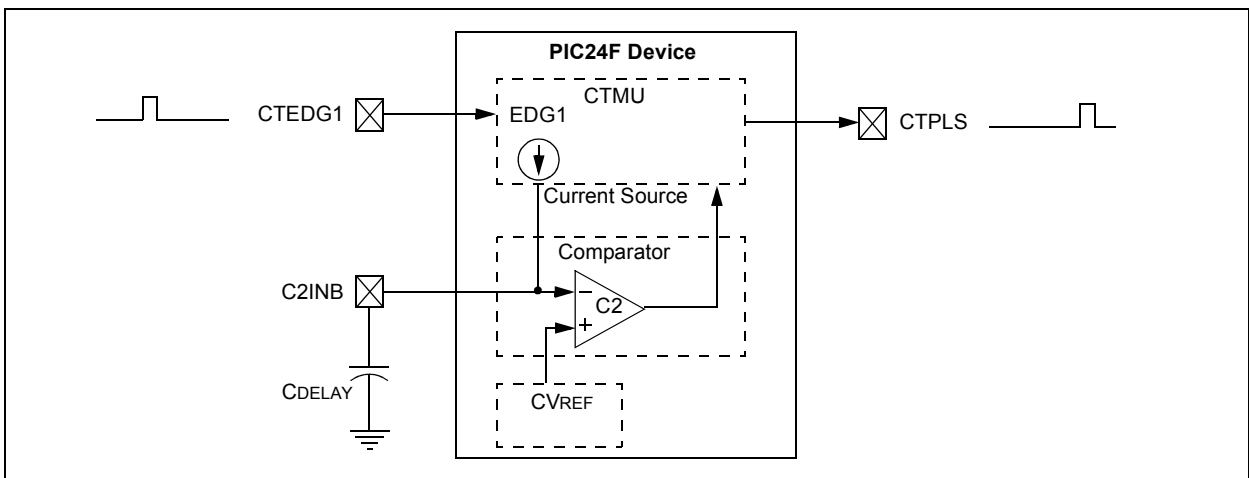 PIC24F Device
CTMU
CTEDG1
EDG1
CTPLS
Current Source
Comparator
C2INB
−
C2
+
CDELAY
CVREF